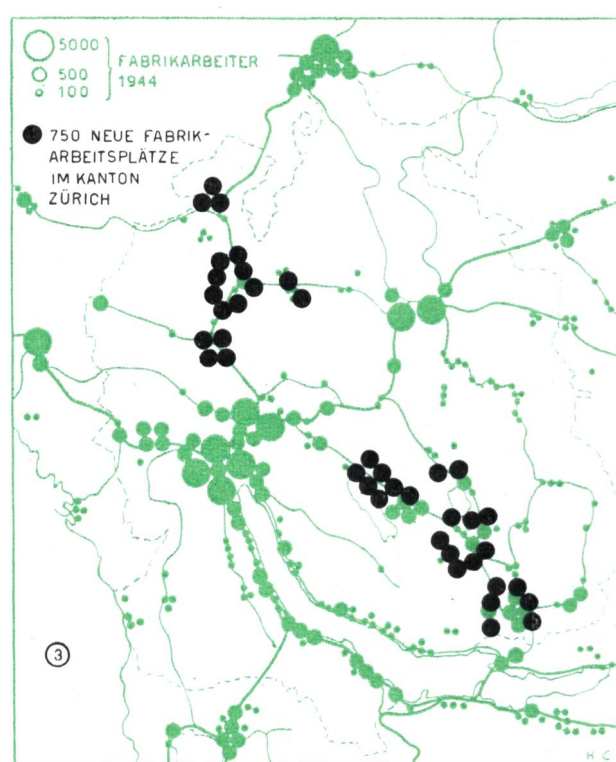 5000
500
100
FABRIKARBEITER
1944
750 NEUE FABRIK-
ARBEITSPLÄTZE
IM KANTON
ZÜRICH
3
H C